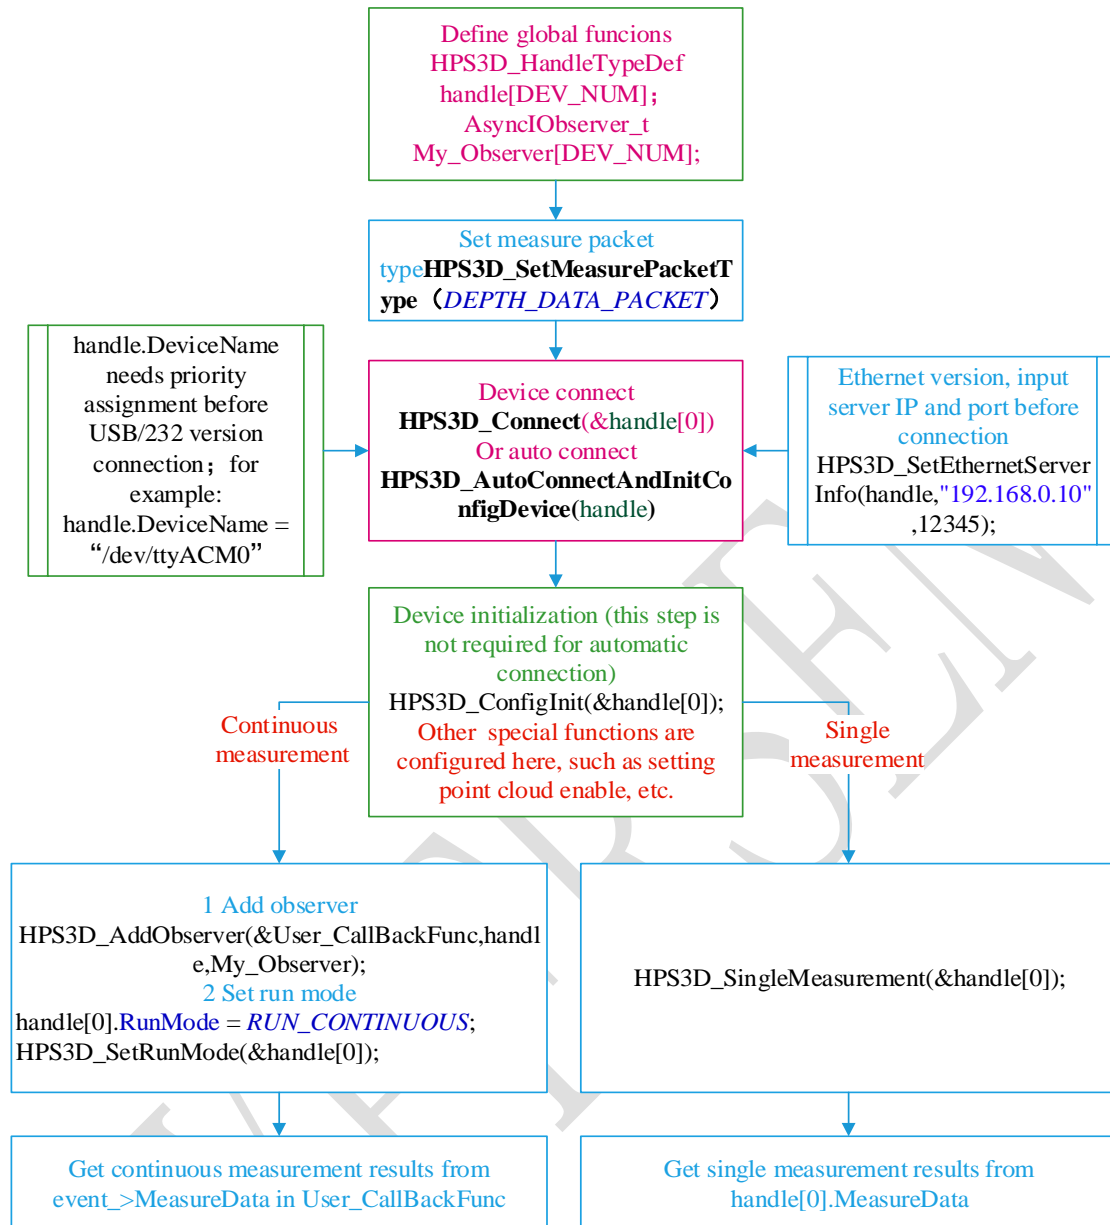 Define global funcions
HPS3D_HandleTypeDef
handle[DEV_NUM]；
AsyncIObserver_t
My_Observer[DEV_NUM];
Set measure packet
typeHPS3D_SetMeasurePacketT
ype（DEPTH_DATA_PACKET）
handle.DeviceName
needs priority
assignment before
USB/232 version
connection；for
example:
handle.DeviceName =
“/dev/ttyACM0”
Device connect
HPS3D_Connect(&handle[0])
Or auto connect
HPS3D_AutoConnectAndInitCo
nfigDevice(handle)
Ethernet version, input
server IP and port before
connection
HPS3D_SetEthernetServer
Info(handle,"192.168.0.10"
,12345);
Device initialization (this step is
not required for automatic
connection)
HPS3D_ConfigInit(&handle[0]);
Other special functions are
configured here, such as setting
point cloud enable, etc.
Continuous
measurement
Single
measurement
1 Add observer
HPS3D_AddObserver(&User_CallBackFunc,handl
e,My_Observer);
2 Set run mode
handle[0].RunMode = RUN_CONTINUOUS;
HPS3D_SetRunMode(&handle[0]);
HPS3D_SingleMeasurement(&handle[0]);
Get continuous measurement results from
event_>MeasureData in User_CallBackFunc
Get single measurement results from
handle[0].MeasureData